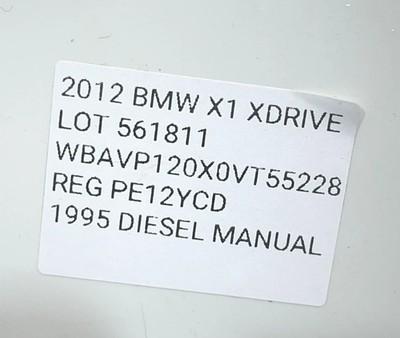 2012 BMW X1 XDRIVE
LOT 561811
WBAVP120X0VT55228
REG PE12YCD
1995 DIESEL MANUAL